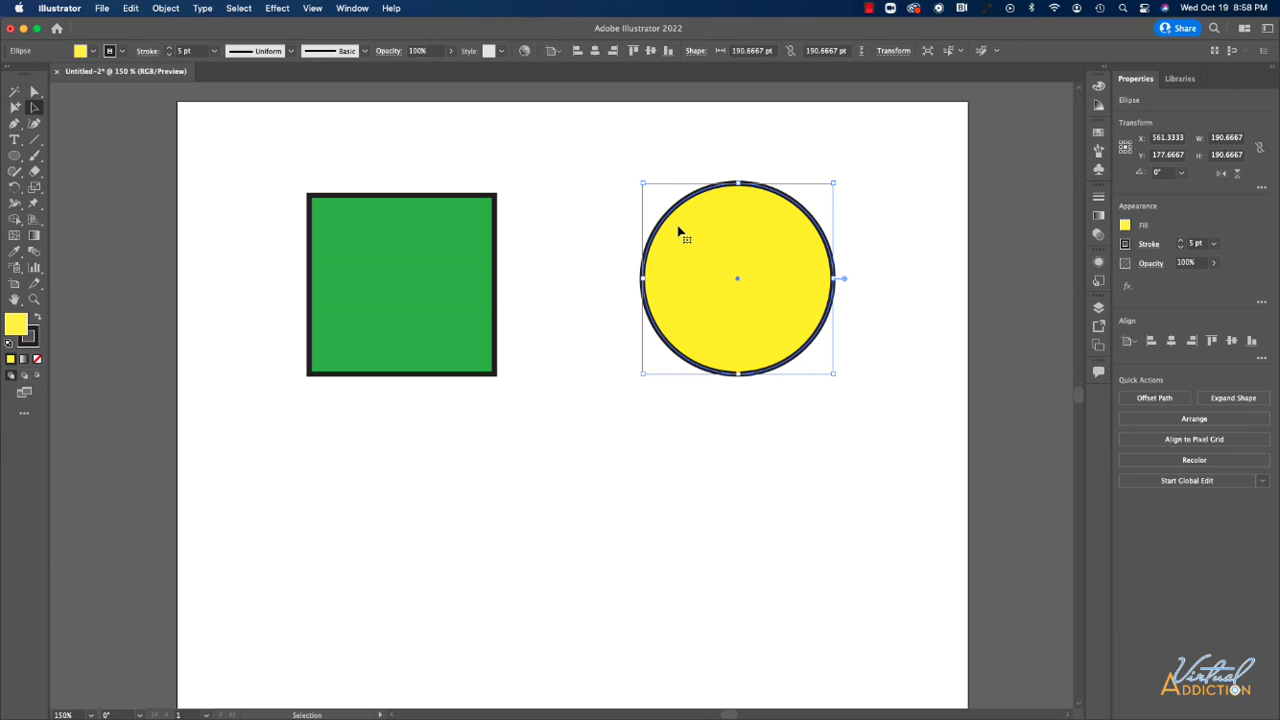 Illustrator File Edit Object Type Select Effect View Window Help Wed Oct 19 8:58 PM
Adobe Illustrator 2022 Share
Ellipse Stroke: 5 pt Uniform Basic Opacity: 100% Style: Shape: 190.6667 pt 190.6667 pt Transform
× Untitled-2* @ 150 % (RGB/Preview)
Properties Libraries
Ellipse
Transform
X: 561.3333 W: 190.6667
Y: 177.6667 H: 190.6667
0°
Appearance
Fill
Stroke 5 pt
Opacity 100%
fx.
Align
Quick Actions
Offset Path Expand Shape
Arrange
Align to Pixel Grid
Recolor
Start Global Edit
Virtual
ADDICTION
150% 0° 1 Selection